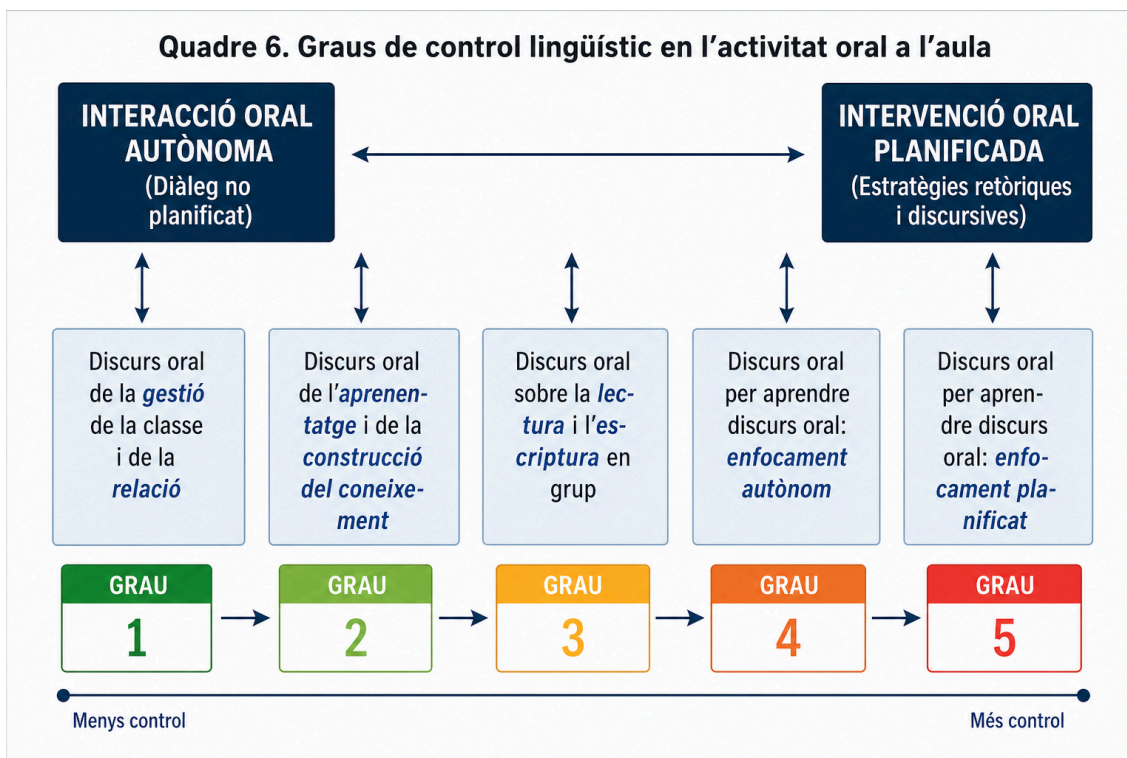 Quadre 6. Graus de control lingüístic en l’activitat oral a l’aula
INTERACCIÓ ORAL
AUTÒNOMA
(Diàleg no
planificat)
INTERVENCIÓ ORAL
PLANIFICADA
(Estratègies retòriques
i discursives)
Discurs oral
de la gestió
de la classe
i de la
relació
Discurs oral
de l’aprenen-
tatge i de la
construcció
del coneixe-
ment
Discurs oral
sobre la lec-
tura i l’es-
criptura en
grup
Discurs oral
per aprendre
discurs oral:
enfocament
autònom
Discurs oral
per apren-
dre discurs
oral: enfo-
cament pla-
nificat
GRAU
1
GRAU
2
GRAU
3
GRAU
4
GRAU
5
Menys control
Més control